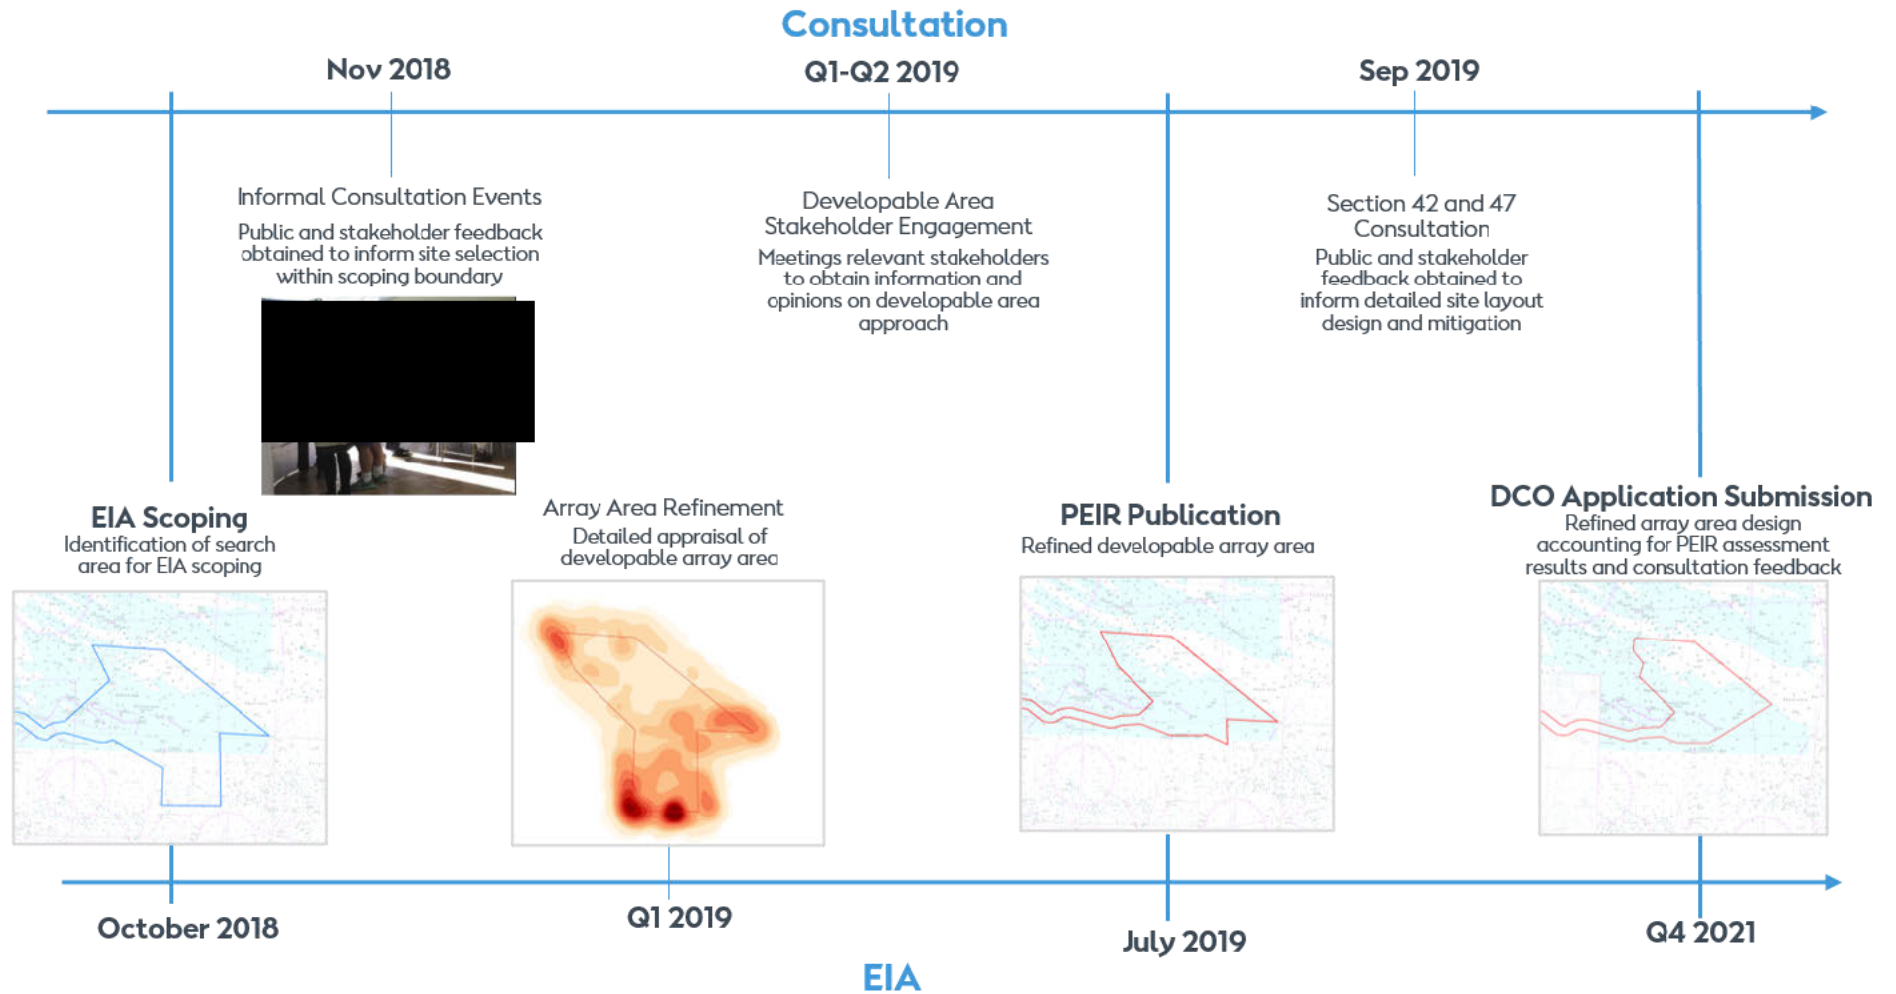 Consultation
Nov 2018
Q1-Q2 2019
Sep 2019
Informal Consultation Events
Public and stakeholder feedback
obtained to inform site selection
within scoping boundary
Developable Area
Stakeholder Engagement
Meetings relevant stakeholders
to obtain information and
opinions on developable area
approach
Section 42 and 47
Consultation
Public and stakeholder
feedback obtained to
inform detailed site layout
design and mitigation
EIA Scoping
Identification of search
area for EIA scoping
Array Area Refinement
Detailed appraisal of
developable array area
PEIR Publication
Refined developable array area
DCO Application Submission
Refined array area design
accounting for PEIR assessment
results and consultation feedback
October 2018
Q1 2019
July 2019
Q4 2021
EIA